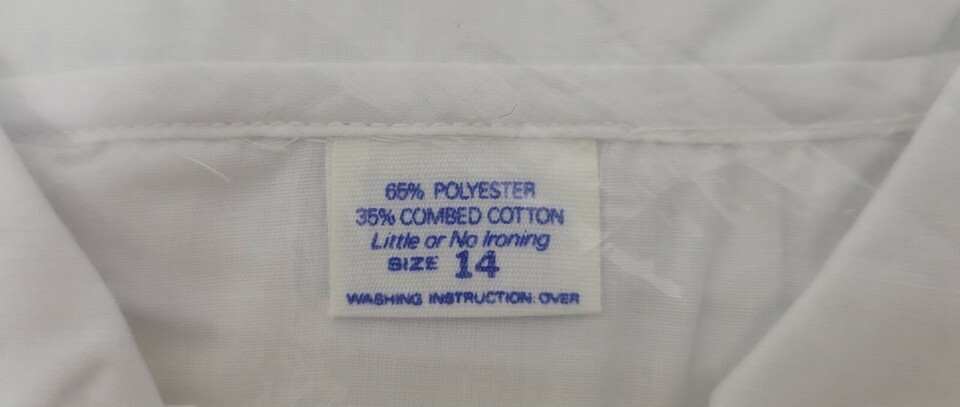 65% POLYESTER
35% COMBED COTTON
Little or No Ironing
SIZE 14
WASHING INSTRUCTION: OVER